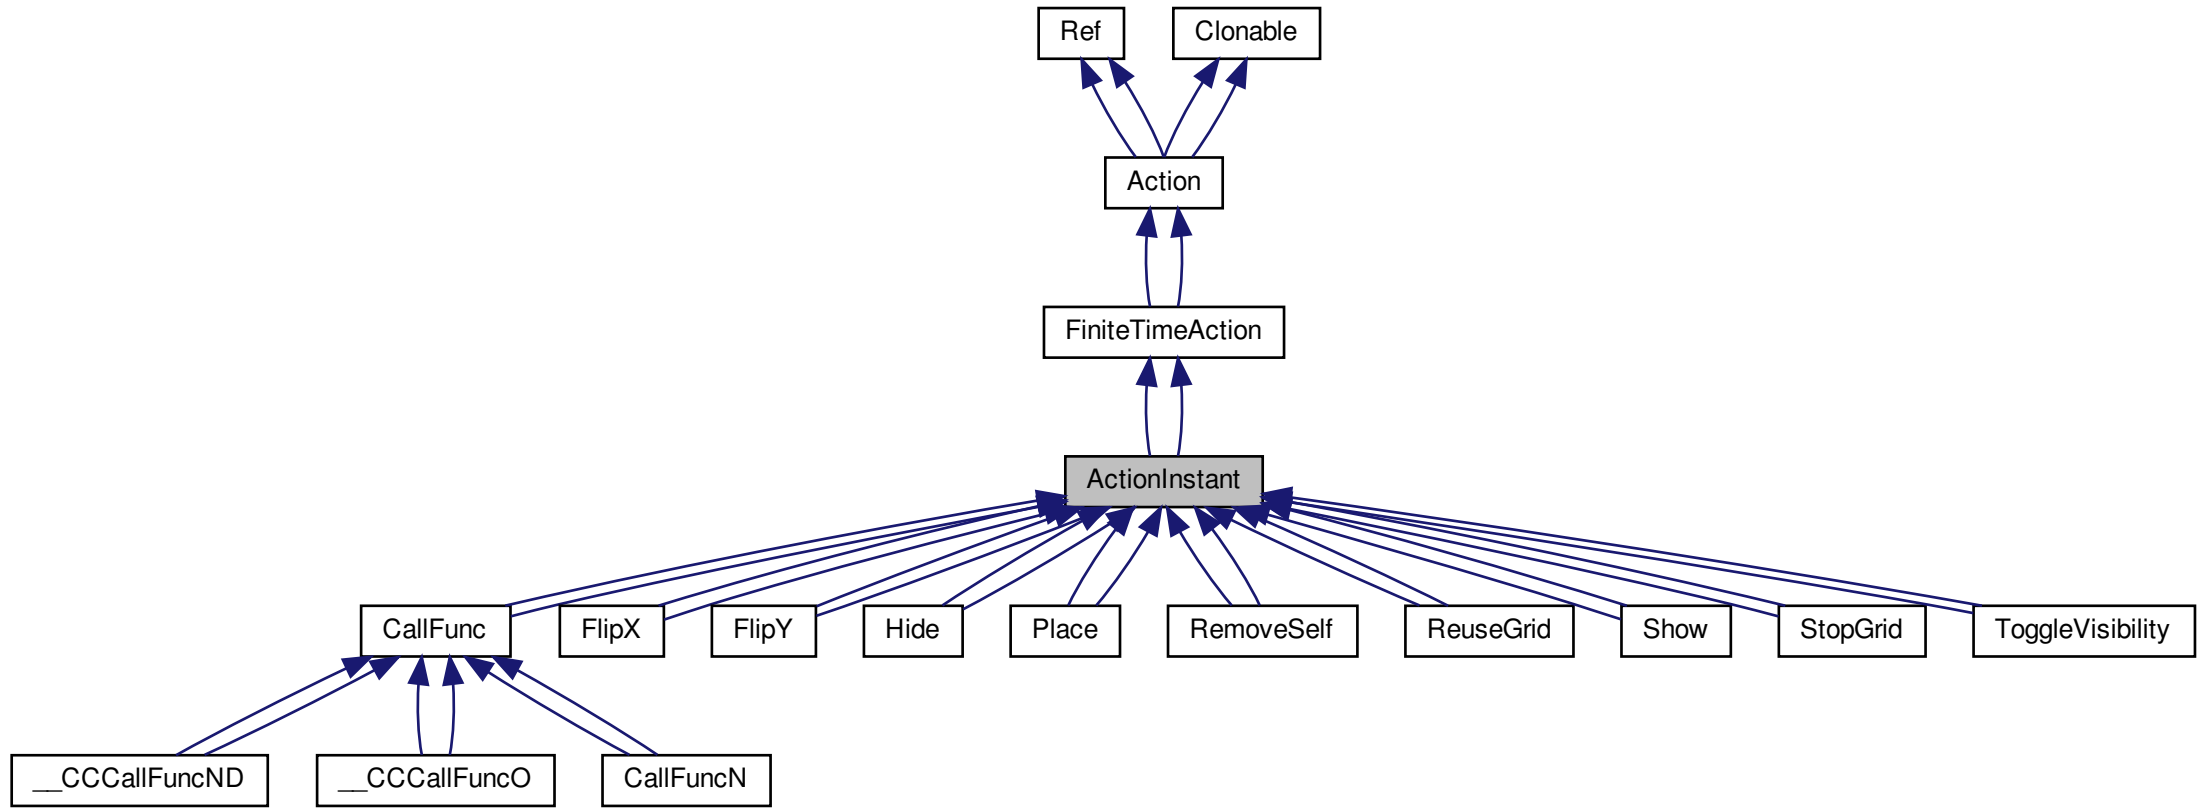 Ref
Clonable
Action
FiniteTimeAction
ActionInstant
CallFunc
FlipX
FlipY
Hide
Place
RemoveSelf
ReuseGrid
Show
StopGrid
ToggleVisibility
__CCCallFuncND
__CCCallFuncO
CallFuncN